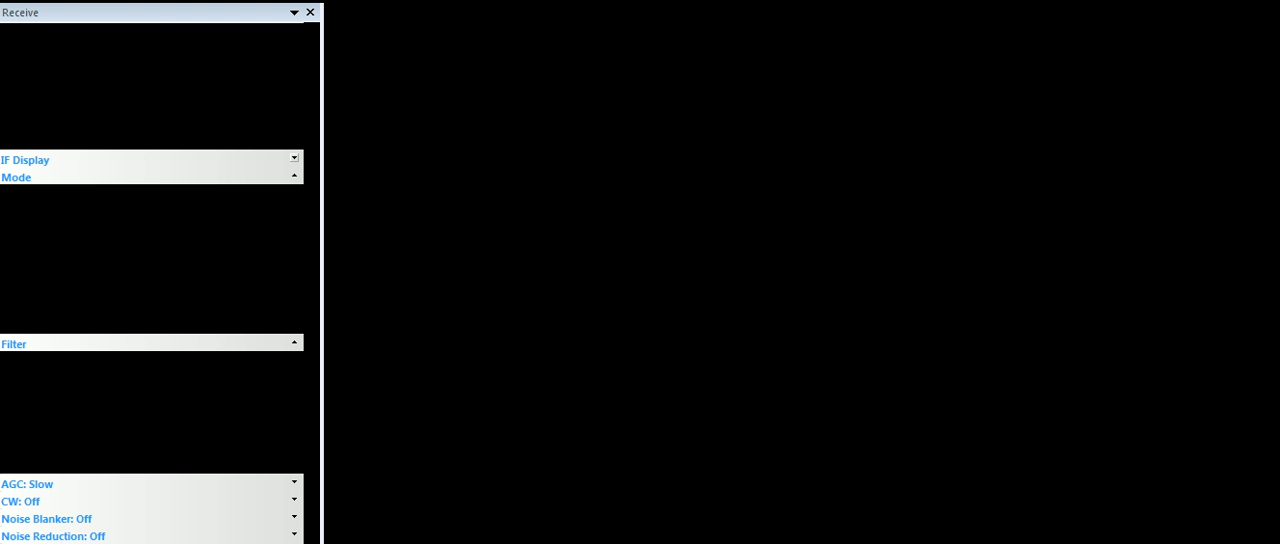 Receive
IF Display
Mode
Filter
AGC: Slow
CW: Off
Noise Blanker: Off
Noise Reduction: Off